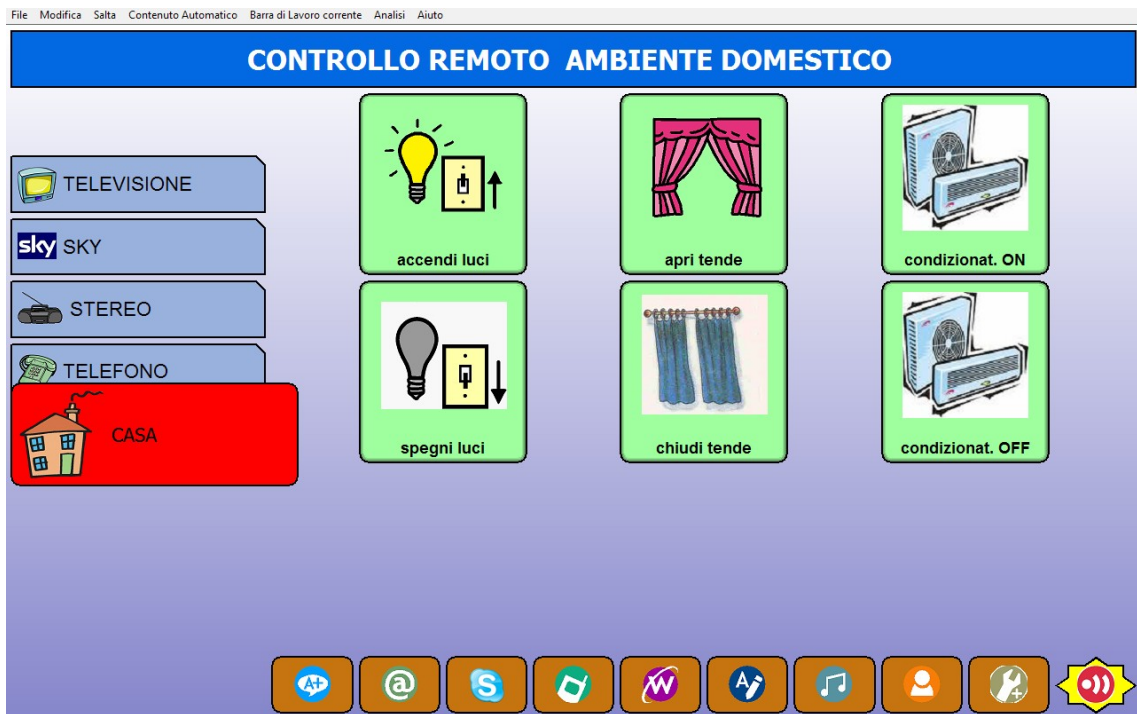 File Modifica Salta Contenuto Automatico Barra di Lavoro corrente Analisi Aiuto
CONTROLLO REMOTO AMBIENTE DOMESTICO
TELEVISIONE
sky SKY
STEREO
TELEFONO
CASA
accendi luci
apri tende
condizionat. ON
spegni luci
chiudi tende
condizionat. OFF
A+
@
S
W
A